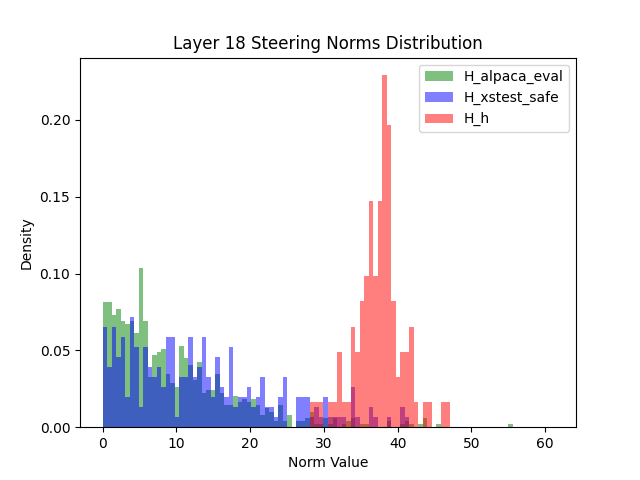 Layer 18 Steering Norms Distribution
H_alpaca_eval
H_xstest_safe
H_h
Density
0.20
0.15
0.10
0.05
0.00
0 10 20 30 40 50 60
Norm Value